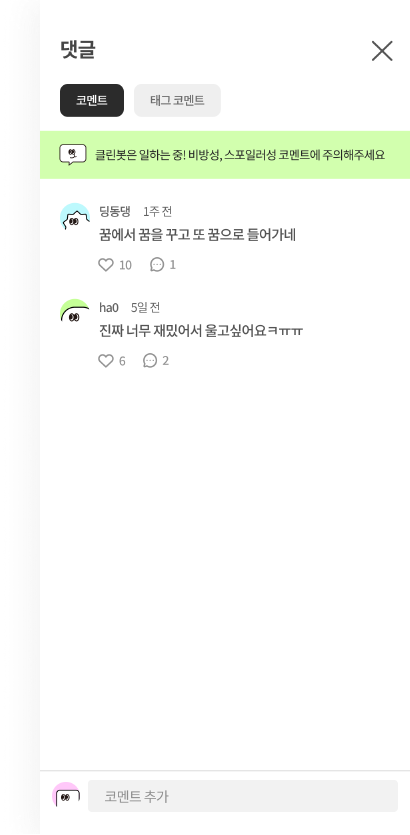 댓글
코멘트
태그 코멘트
클린봇은 일하는 중! 비방성, 스포일러성 코멘트에 주의해주세요
딩동댕 1주 전
꿈에서 꿈을 꾸고 또 꿈으로 들어가네
10 1
ha0 5일 전
진짜 너무 재밌어서 울고싶어요ㅋㅠㅠ
6 2
코멘트 추가